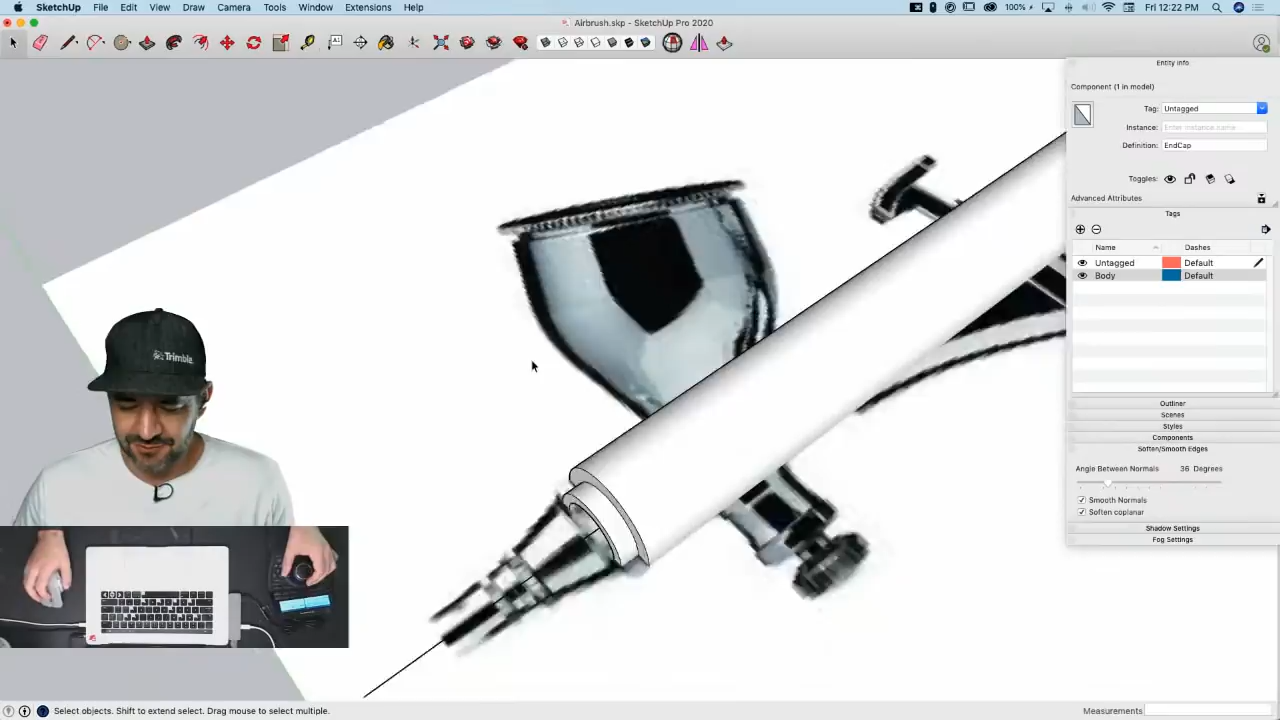 SketchUp File Edit View Draw Camera Tools Window Extensions Help 100% Fri 12:22 PM
Airbrush.skp - SketchUp Pro 2020
Entity Info
Component (1 in model)
Tag: Untagged
Instance: Enter instance name
Definition: EndCap
Toggles:
Advanced Attributes
Tags
Name Dashes
Untagged Default
Body Default
Trimble
Outliner
Scenes
Styles
Components
Soften/Smooth Edges
Angle Between Normals 36 Degrees
Smooth Normals
Soften coplanar
Shadow Settings
Fog Settings
Select objects. Shift to extend select. Drag mouse to select multiple. Measurements